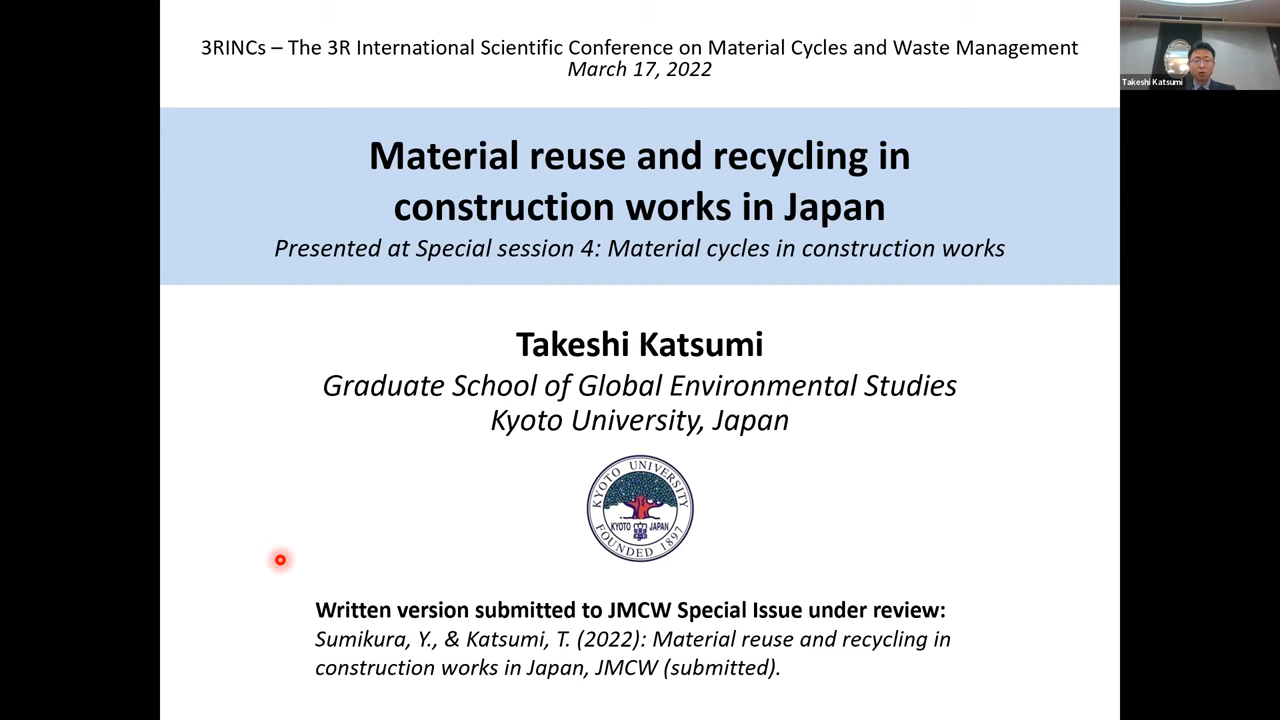 3RINCs – The 3R International Scientific Conference on Material Cycles and Waste Management
March 17, 2022
Takeshi Katsumi
Material reuse and recycling in
construction works in Japan
Presented at Special session 4: Material cycles in construction works
Takeshi Katsumi
Graduate School of Global Environmental Studies
Kyoto University, Japan
KYOTO UNIVERSITY
KYOTO JAPAN
FOUNDED 1897
Written version submitted to JMCW Special Issue under review:
Sumikura, Y., & Katsumi, T. (2022): Material reuse and recycling in
construction works in Japan, JMCW (submitted).